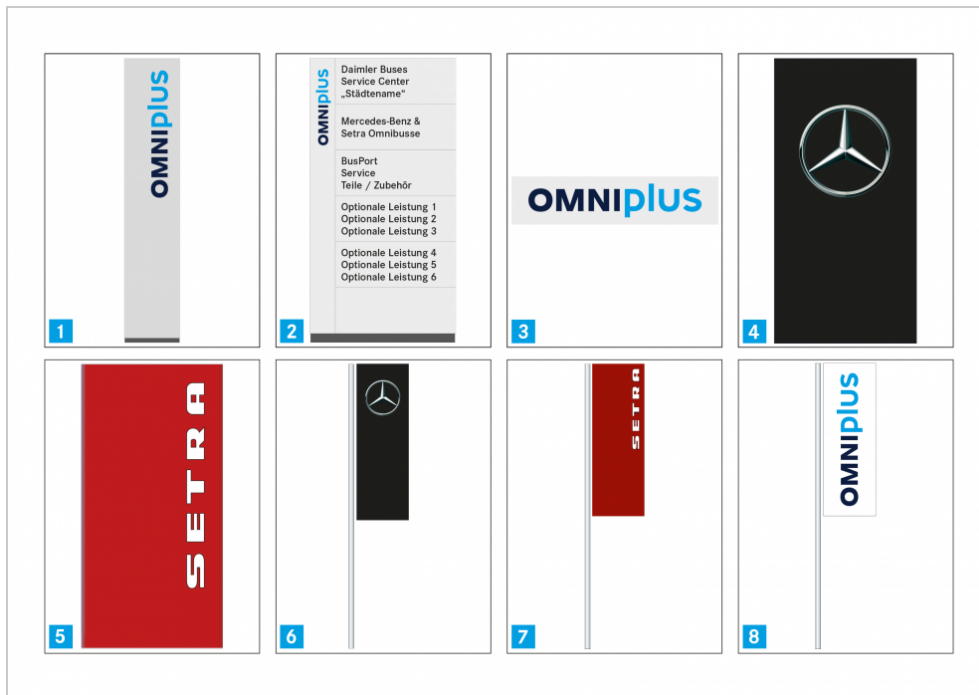 OMNIplus
1
OMNIplus
Daimler Buses
Service Center
„Städtename"
Mercedes-Benz &
Setra Omnibusse
BusPort
Service
Teile / Zubehör
Optionale Leistung 1
Optionale Leistung 2
Optionale Leistung 3
Optionale Leistung 4
Optionale Leistung 5
Optionale Leistung 6
2
OMNIplus
3
4
SETRA
5
6
SETRA
7
OMNIplus
8